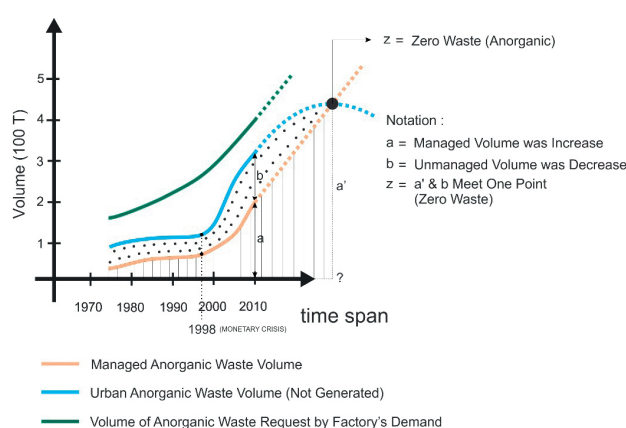 z = Zero Waste (Anorganic)
Volume (100 T)
5
4
3
2
1
Notation :
a = Managed Volume was Increase
b = Unmanaged Volume was Decrease
z = a' & b Meet One Point
(Zero Waste)
b
a'
a
?
1970 1980 1990 2000 2010
time span
1998 (MONETARY CRISIS)
Managed Anorganic Waste Volume
Urban Anorganic Waste Volume (Not Generated)
Volume of Anorganic Waste Request by Factory's Demand